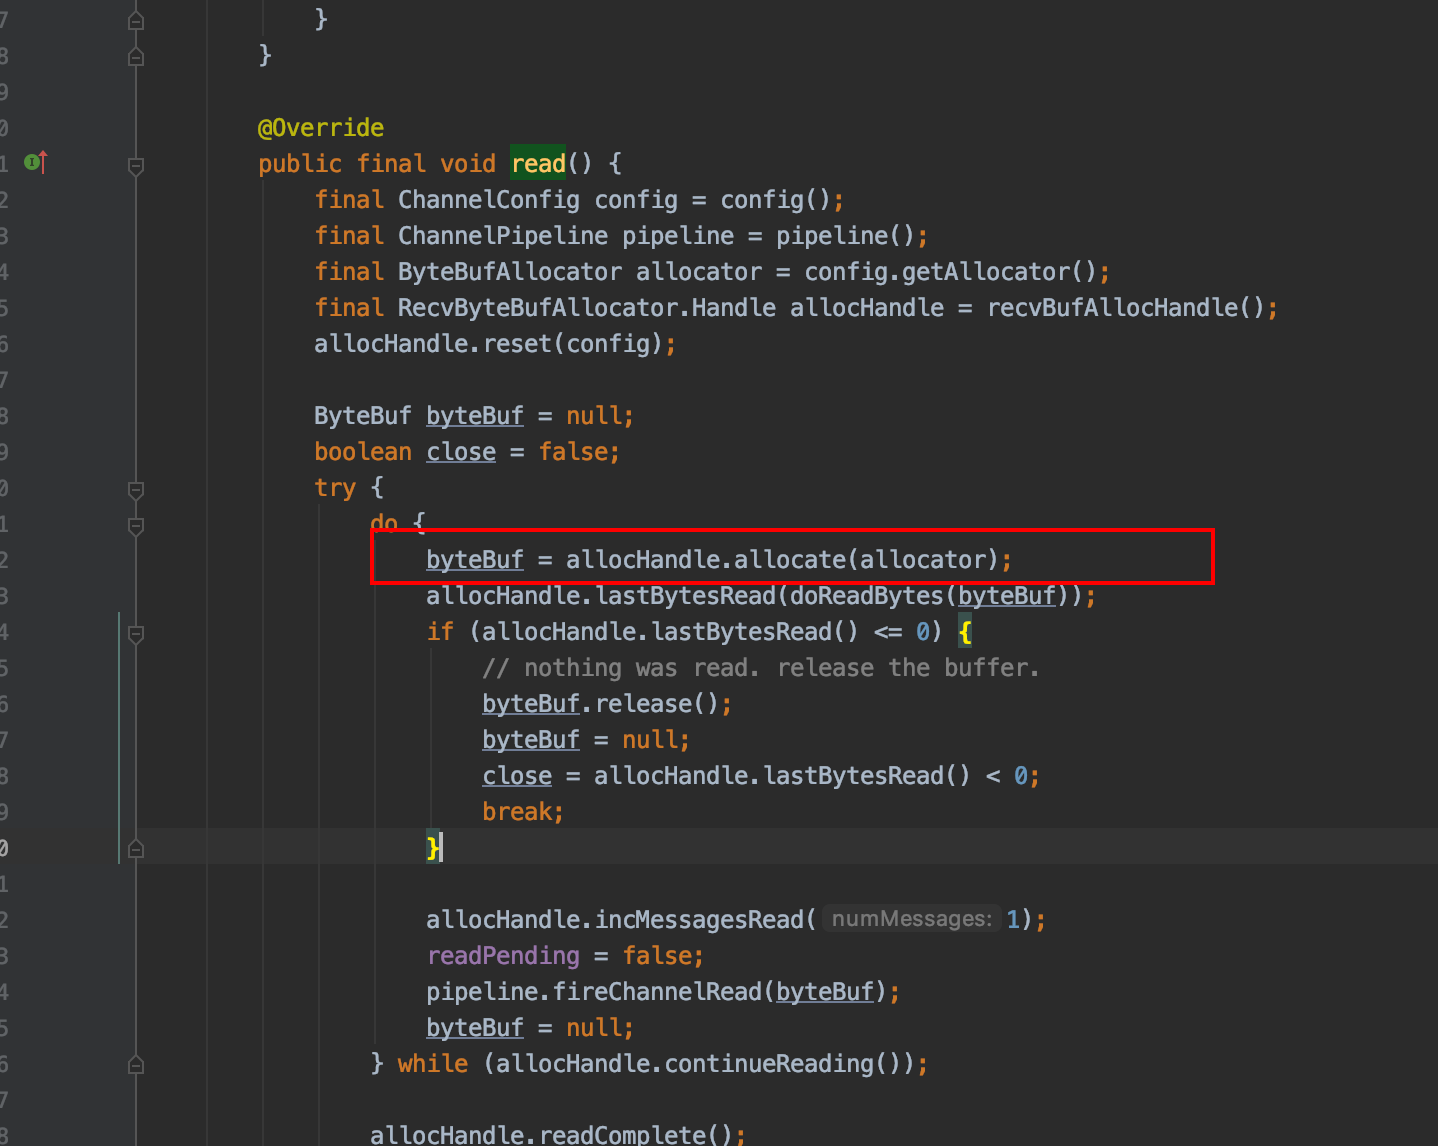 7 }
8 }
9
0 @Override
1 public final void read() {
2 final ChannelConfig config = config();
3 final ChannelPipeline pipeline = pipeline();
4 final ByteBufAllocator allocator = config.getAllocator();
5 final RecvByteBufAllocator.Handle allocHandle = recvBufAllocHandle();
6 allocHandle.reset(config);
7
8 ByteBuf byteBuf = null;
9 boolean close = false;
0 try {
1 do {
2 byteBuf = allocHandle.allocate(allocator);
3 allocHandle.lastBytesRead(doReadBytes(byteBuf));
4 if (allocHandle.lastBytesRead() <= 0) {
5 // nothing was read. release the buffer.
6 byteBuf.release();
7 byteBuf = null;
8 close = allocHandle.lastBytesRead() < 0;
9 break;
0 }
1
2 allocHandle.incMessagesRead( numMessages: 1);
3 readPending = false;
4 pipeline.fireChannelRead(byteBuf);
5 byteBuf = null;
6 } while (allocHandle.continueReading());
7
8 allocHandle.readComplete();